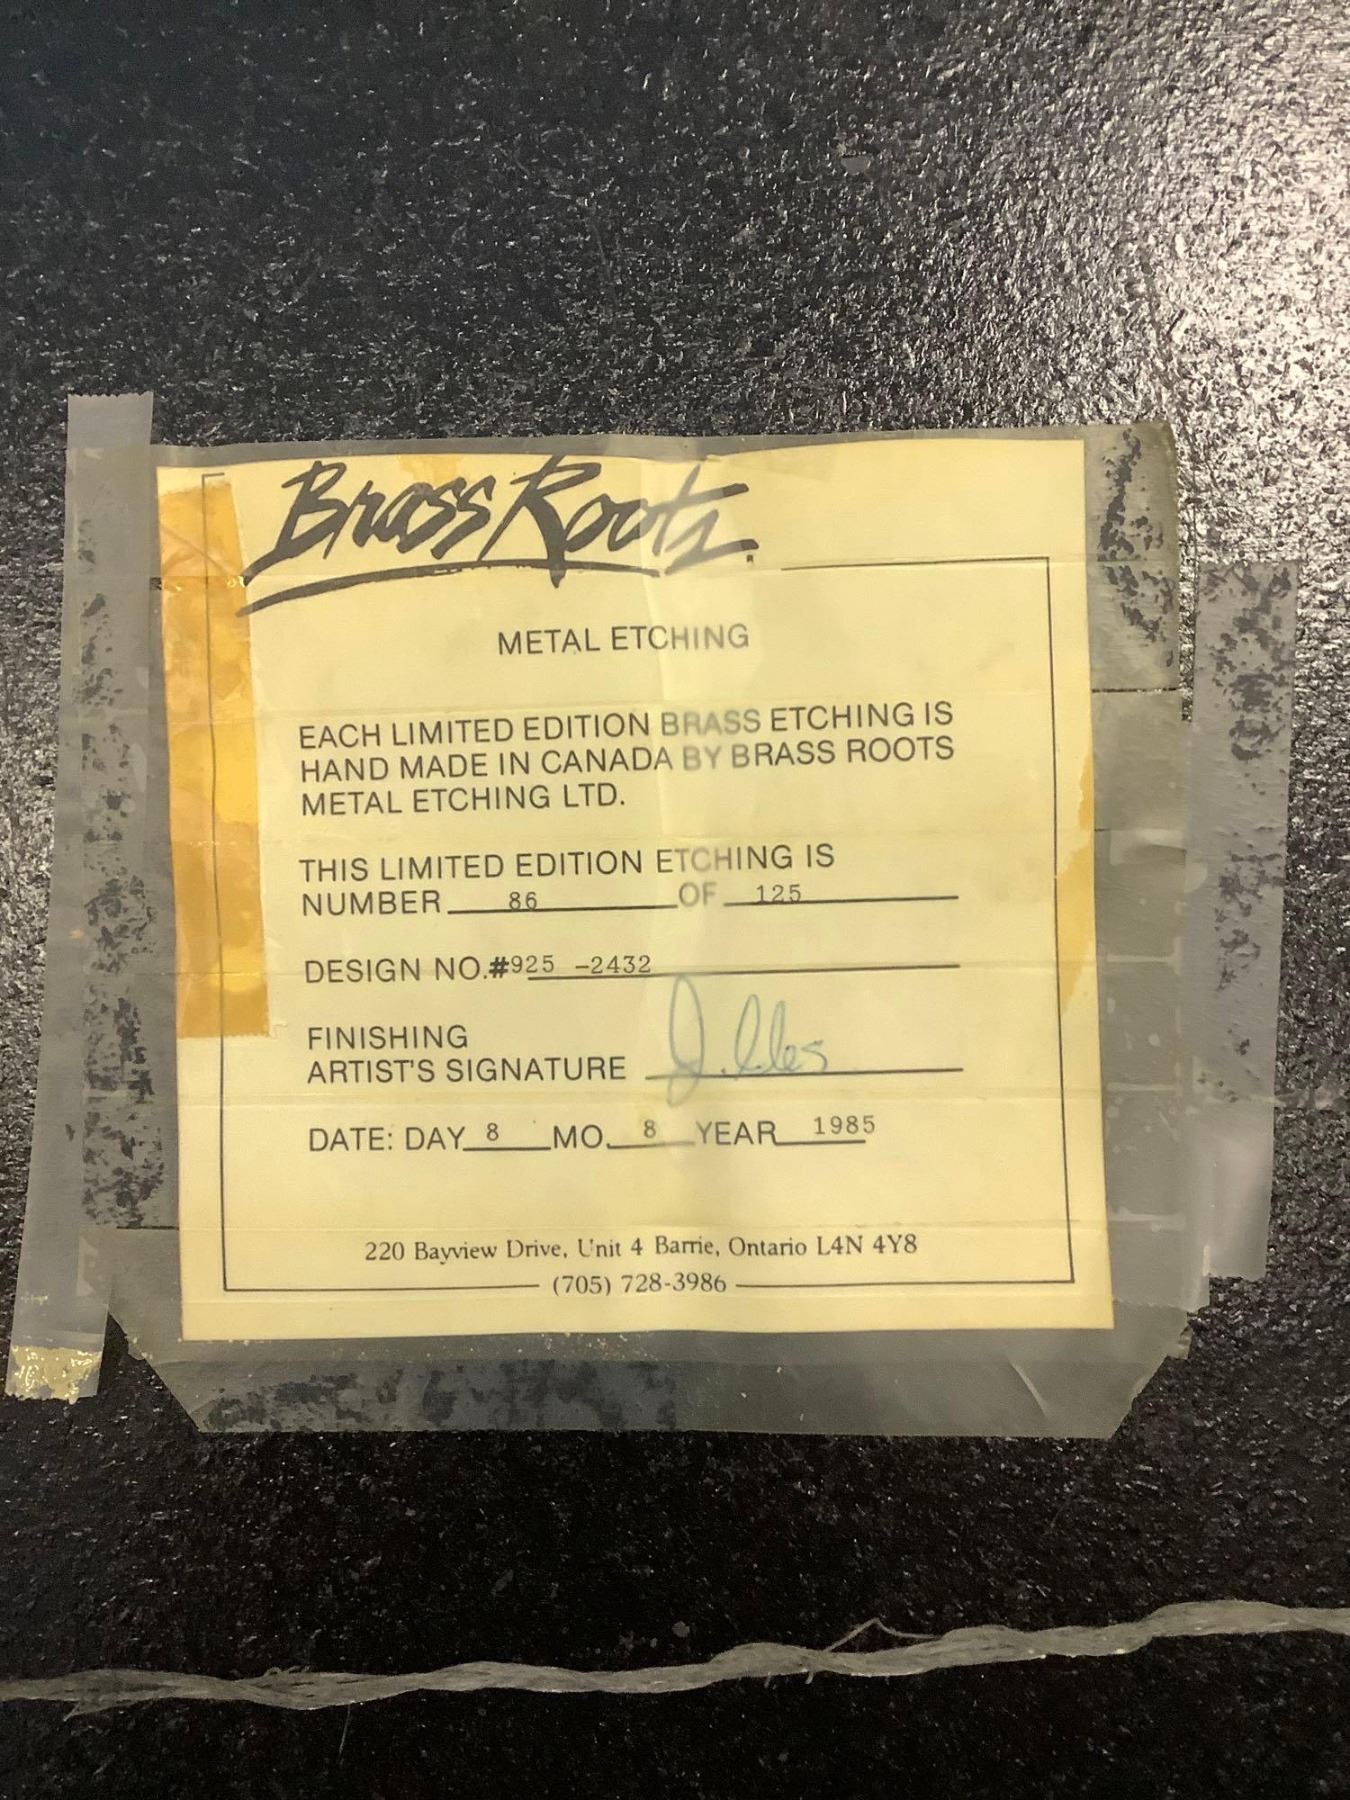 Brass Roots
METAL ETCHING
EACH LIMITED EDITION BRASS ETCHING IS
HAND MADE IN CANADA BY BRASS ROOTS
METAL ETCHING LTD.
THIS LIMITED EDITION ETCHING IS
NUMBER 86 OF 125
DESIGN NO.#925 -2432
FINISHING
ARTIST'S SIGNATURE
DATE: DAY 8 MO. 8 YEAR 1985
220 Bayview Drive, Unit 4 Barrie, Ontario L4N 4Y8
(705) 728-3986